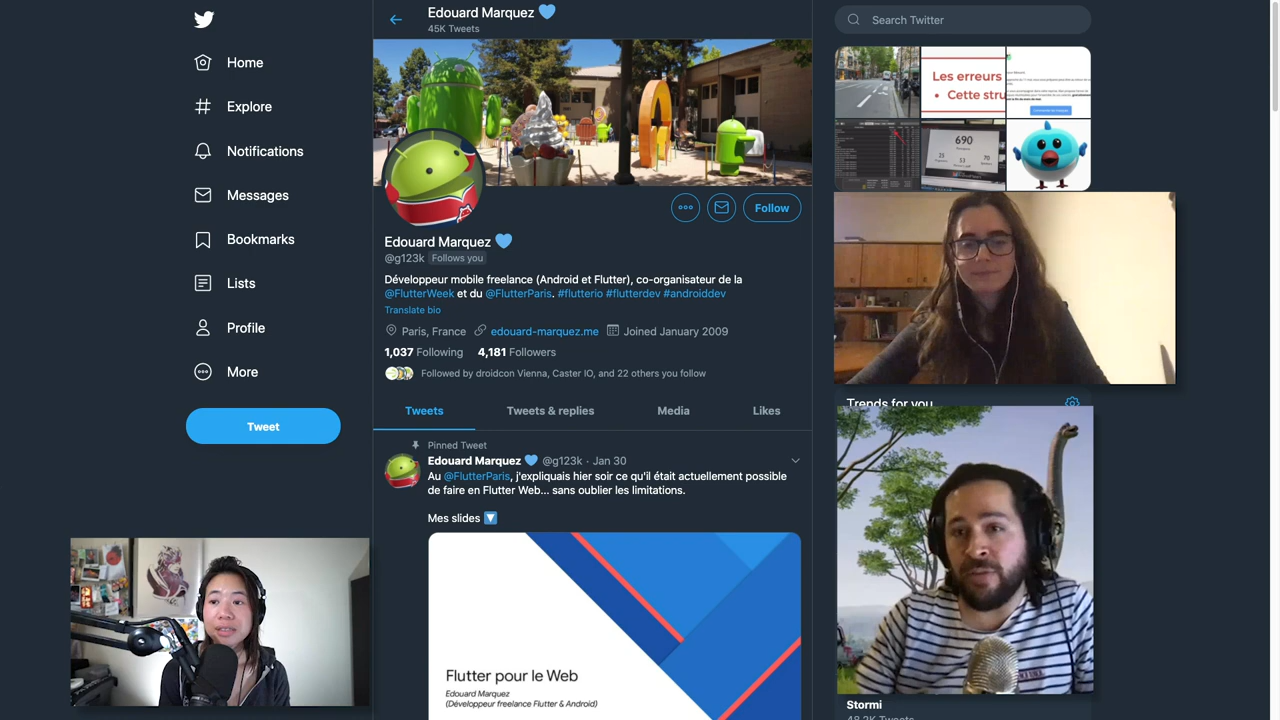 Home
Explore
Notifications
Messages
Bookmarks
Lists
Profile
More
Tweet
Edouard Marquez 💙
45K Tweets
Follow
Edouard Marquez 💙
@g123k Follows you
Développeur mobile freelance (Android et Flutter), co-organisateur de la
@FlutterWeek et du @FlutterParis. #flutterio #flutterdev #androiddev
Translate bio
Paris, France edouard-marquez.me Joined January 2009
1,037 Following 4,181 Followers
Followed by droidcon Vienna, Caster IO, and 22 others you follow
Tweets Tweets & replies Media Likes
Pinned Tweet
Edouard Marquez 💙 @g123k · Jan 30
Au @FlutterParis, j'expliquais hier soir ce qu'il était actuellement possible
de faire en Flutter Web... sans oublier les limitations.
Mes slides 🔽
Flutter pour le Web
Edouard Marquez
(Développeur freelance Flutter & Android)
Search Twitter
Les erreurs
• Cette stru
690
Trends for you
Stormi
48.2K Tweets